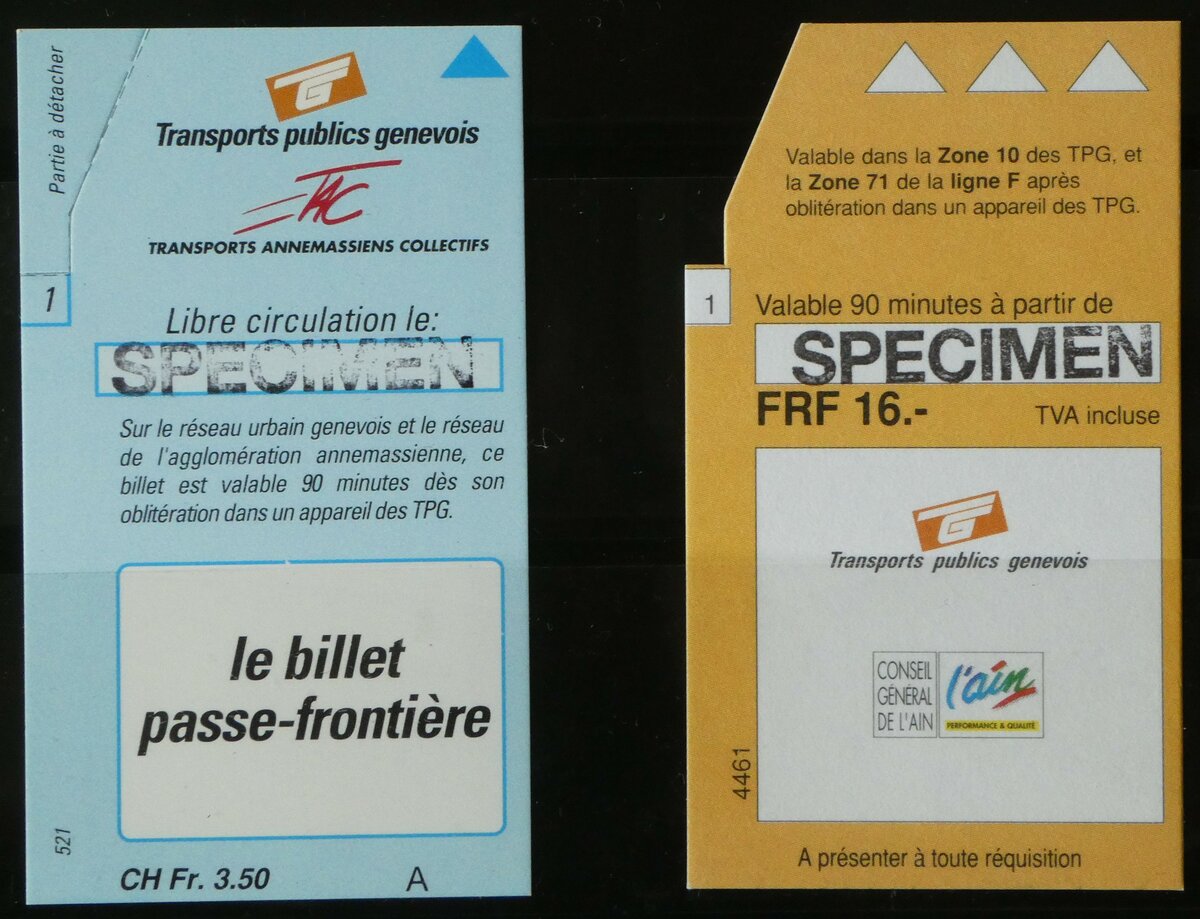 Partie à détacher
TG
Transports publics genevois
TAC
TRANSPORTS ANNEMASSIENS COLLECTIFS
1
Libre circulation le:
SPECIMEN
Sur le réseau urbain genevois et le réseau
de l'agglomération annemassienne, ce
billet est valable 90 minutes dès son
oblitération dans un appareil des TPG.
le billet
passe-frontière
521
CH Fr. 3.50
A
Valable dans la Zone 10 des TPG, et
la Zone 71 de la ligne F après
oblitération dans un appareil des TPG.
1
Valable 90 minutes à partir de
SPECIMEN
FRF 16.-
TVA incluse
TG
Transports publics genevois
CONSEIL
GÉNÉRAL
DE L'AIN
l'ain
PERFORMANCE & QUALITÉ
4461
A présenter à toute réquisition